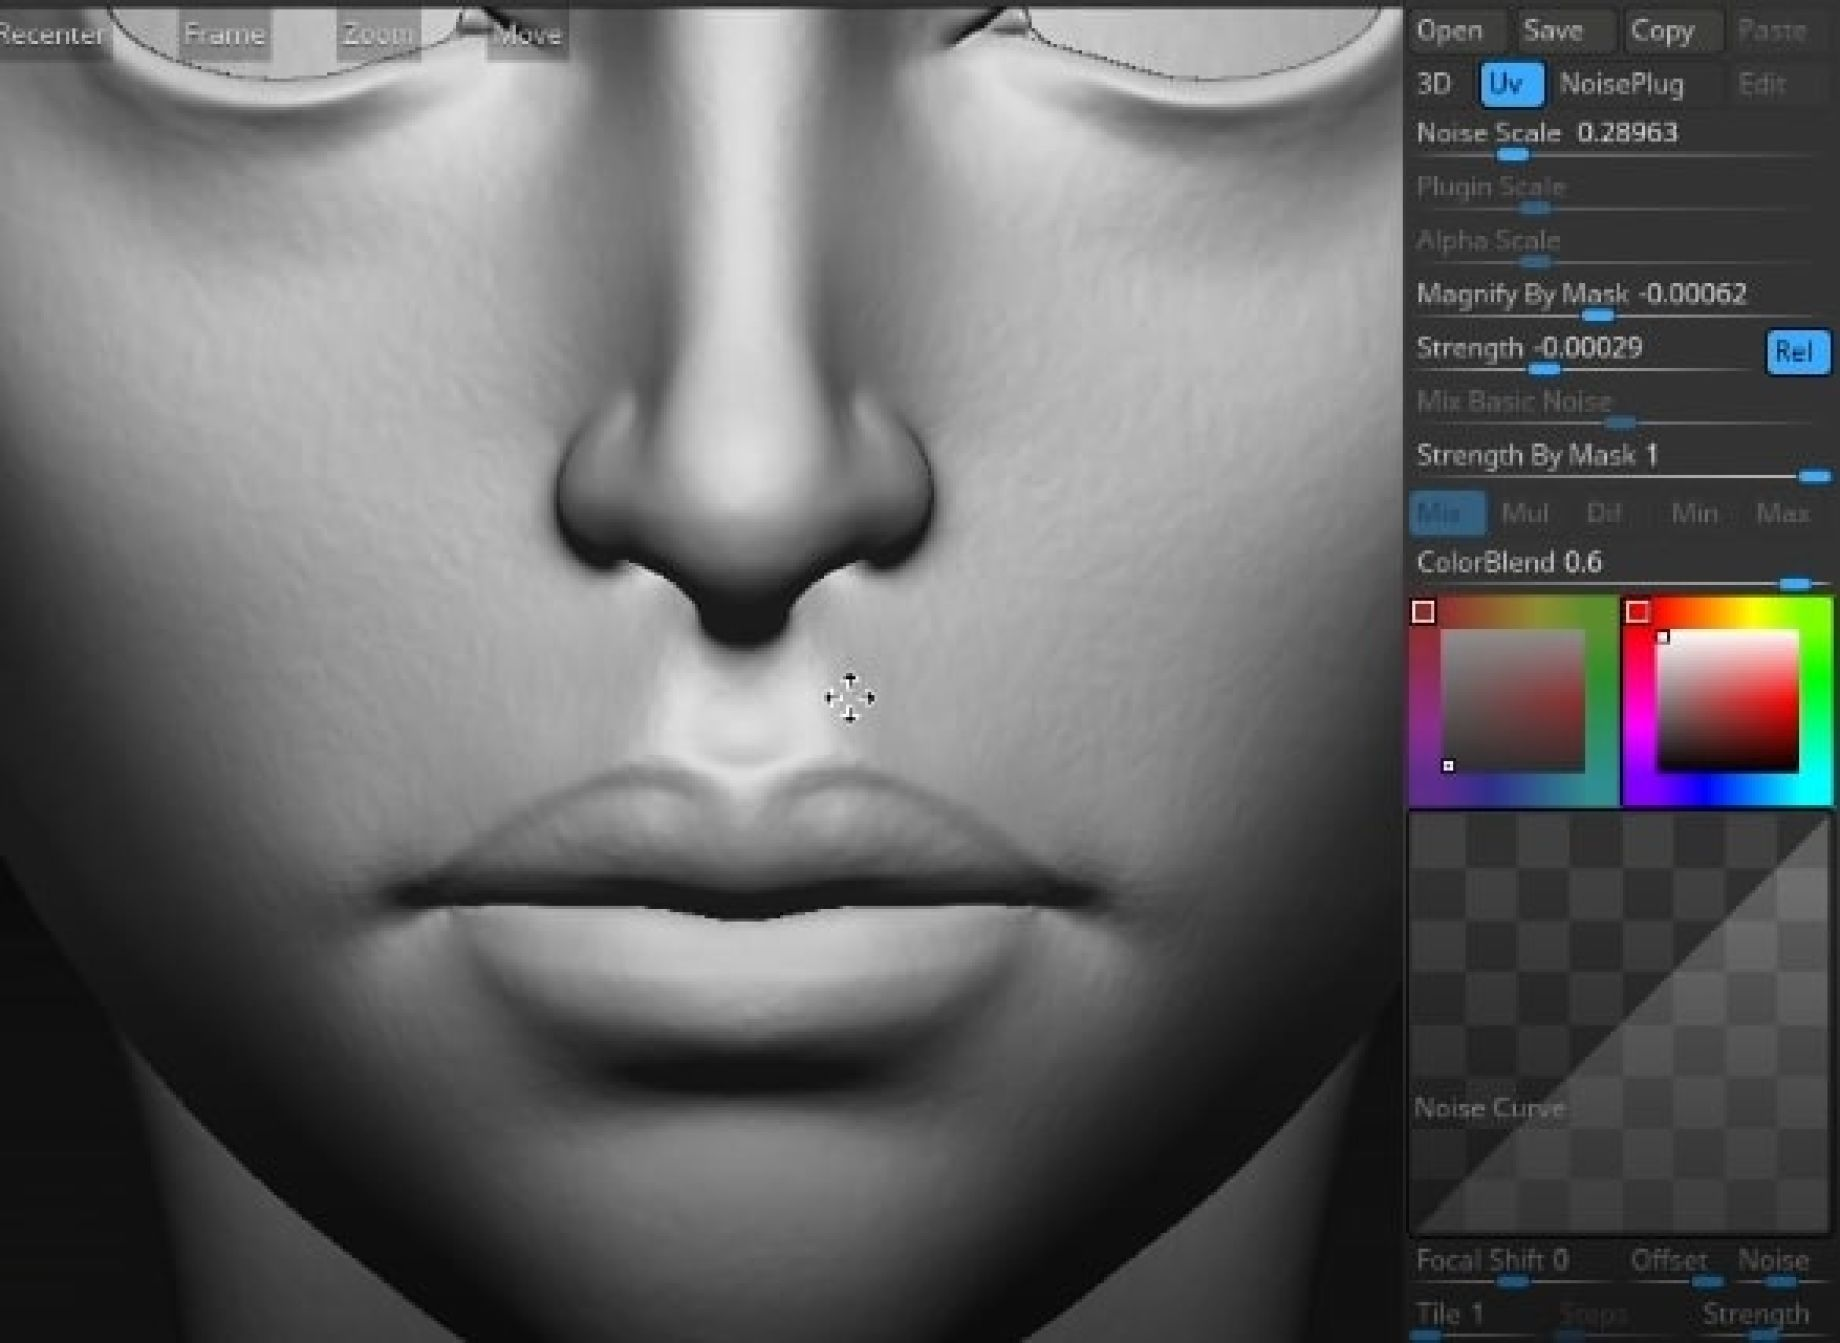 Recenter Frame Zoom Move
Open Save Copy Paste
3D Uv NoisePlug Edit
Noise Scale 0.28963
Plugin Scale
Alpha Scale
Magnify By Mask -0.00062
Strength -0.00029 Rel
Mix Basic Noise
Strength By Mask 1
Mix Mul Dif Min Max
ColorBlend 0.6
Noise Curve
Focal Shift 0 Offset Noise
Tile 1 Steps Strength